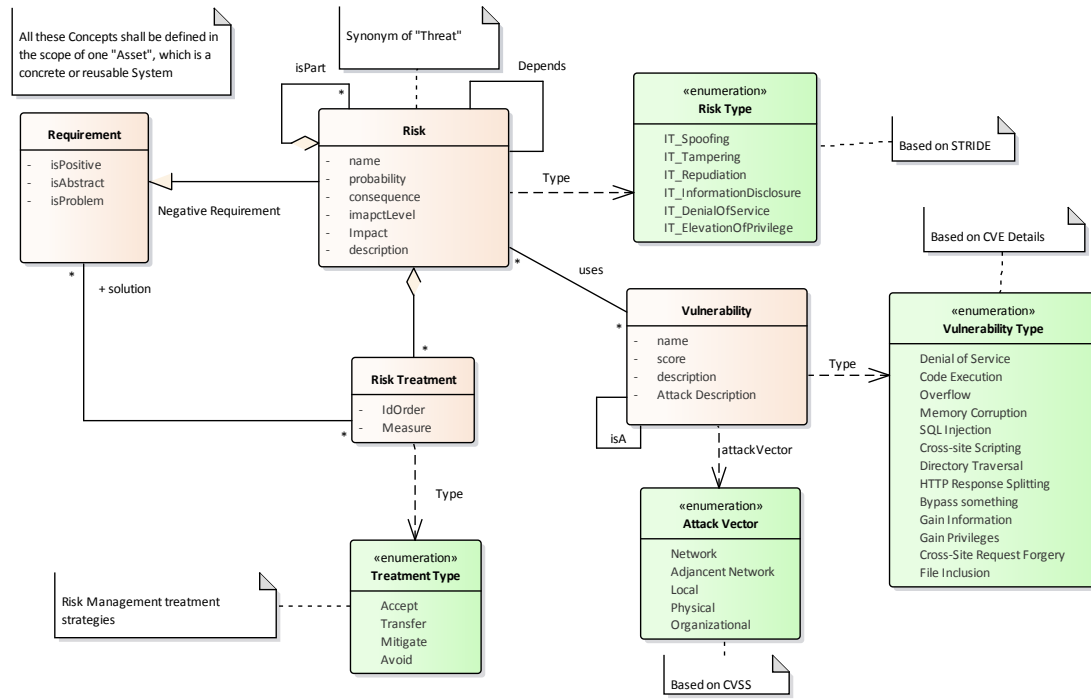 All these Concepts shall be defined in
the scope of one "Asset", which is a
concrete or reusable System
Synonym of "Threat"
isPart
*
Depends
Requirement
- isPositive
- isAbstract
- isProblem
Negative Requirement
Risk
- name
- probability
- consequence
- imapctLevel
- Impact
- description
Type
«enumeration»
Risk Type
IT_Spoofing
IT_Tampering
IT_Repudiation
IT_InformationDisclosure
IT_DenialOfService
IT_ElevationOfPrivilege
Based on STRIDE
Based on CVE Details
*
+ solution
*
uses
*
Vulnerability
- name
- score
- description
- Attack Description
isA
Type
«enumeration»
Vulnerability Type
Denial of Service
Code Execution
Overflow
Memory Corruption
SQL Injection
Cross-site Scripting
Directory Traversal
HTTP Response Splitting
Bypass something
Gain Information
Gain Privileges
Cross-Site Request Forgery
File Inclusion
*
Risk Treatment
- IdOrder
- Measure
*
Type
attackVector
«enumeration»
Attack Vector
Network
Adjancent Network
Local
Physical
Organizational
Based on CVSS
«enumeration»
Treatment Type
Accept
Transfer
Mitigate
Avoid
Risk Management treatment
strategies